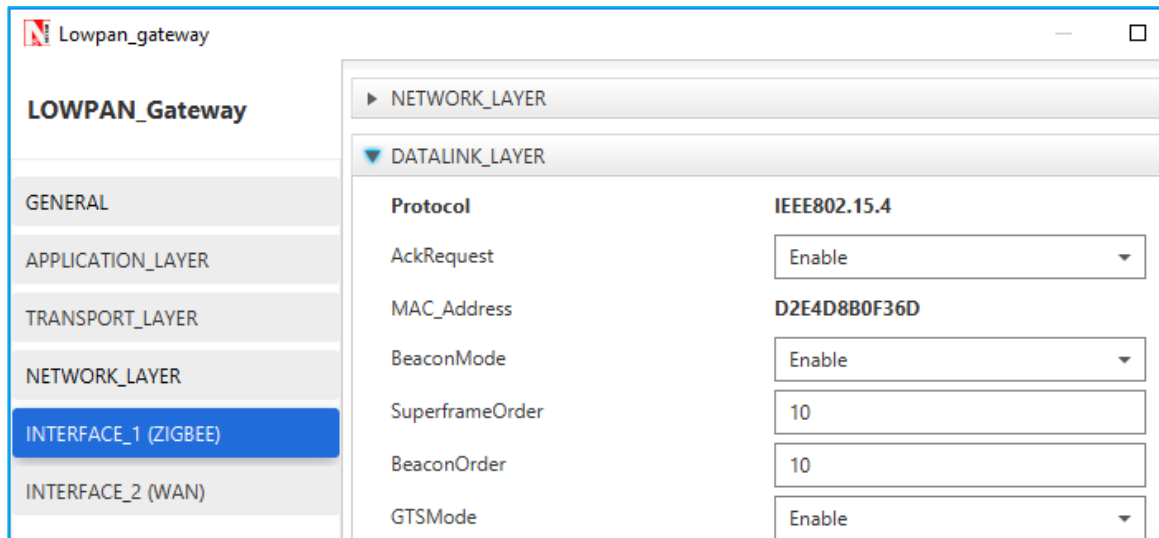 Lowpan_gateway
LOWPAN_Gateway
GENERAL
APPLICATION_LAYER
TRANSPORT_LAYER
NETWORK_LAYER
INTERFACE_1 (ZIGBEE)
INTERFACE_2 (WAN)
NETWORK_LAYER
DATALINK_LAYER
Protocol IEEE802.15.4
AckRequest Enable
MAC_Address D2E4D8B0F36D
BeaconMode Enable
SuperframeOrder 10
BeaconOrder 10
GTSMode Enable